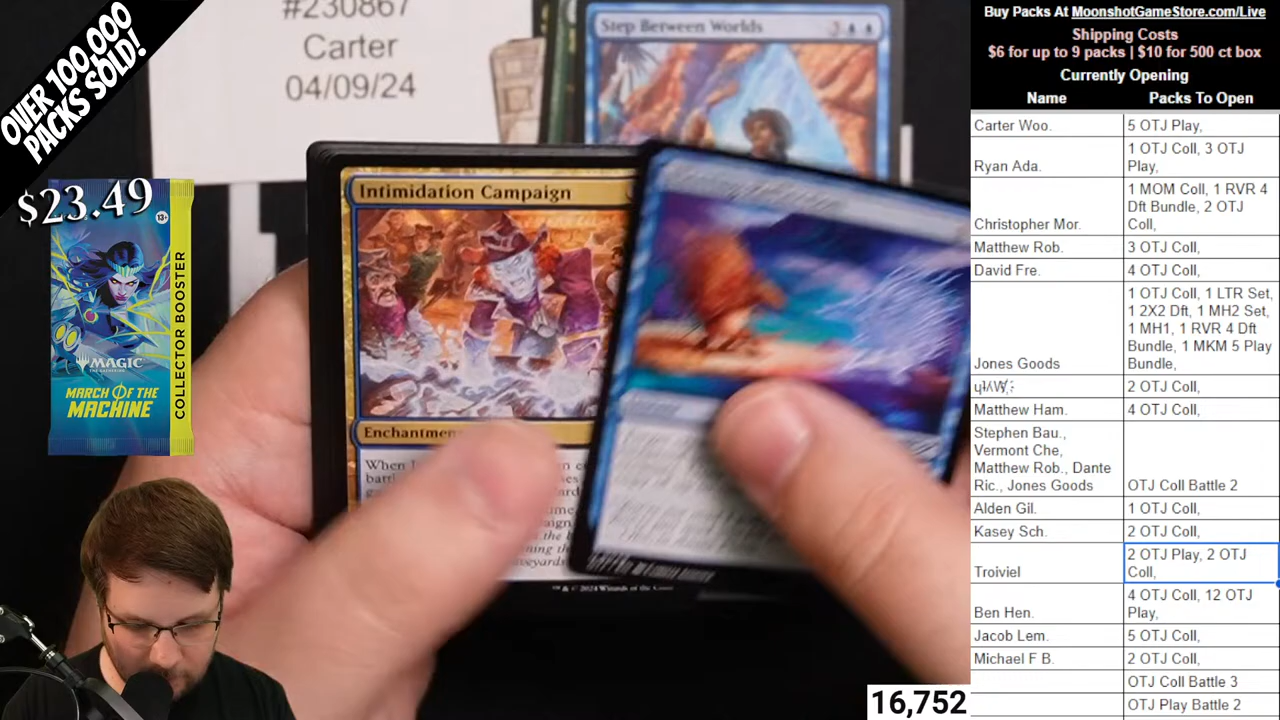 OVER 100,000
PACKS SOLD!
$23.49
13+
COLLECTOR BOOSTER
MAGIC
THE GATHERING
MARCH OF THE
MACHINE
#230867
Carter
04/09/24
Step Between Worlds
Intimidation Campaign
Enchantmen
When
16,752
Buy Packs At MoonshotGameStore.com/Live
Shipping Costs
$6 for up to 9 packs | $10 for 500 ct box
Currently Opening
Name Packs To Open
Carter Woo. 5 OTJ Play,
1 OTJ Coll, 3 OTJ
Ryan Ada. Play,
1 MOM Coll, 1 RVR 4
Dft Bundle, 2 OTJ
Christopher Mor. Coll,
Matthew Rob. 3 OTJ Coll,
David Fre. 4 OTJ Coll,
1 OTJ Coll, 1 LTR Set,
1 2X2 Dft, 1 MH2 Set,
1 MH1, 1 RVR 4 Dft
Bundle, 1 MKM 5 Play
Jones Goods Bundle,
2 OTJ Coll,
Matthew Ham. 4 OTJ Coll,
Stephen Bau.,
Vermont Che,
Matthew Rob., Dante
Ric., Jones Goods OTJ Coll Battle 2
Alden Gil. 1 OTJ Coll,
Kasey Sch. 2 OTJ Coll,
2 OTJ Play, 2 OTJ
Troiviel Coll,
4 OTJ Coll, 12 OTJ
Ben Hen. Play,
Jacob Lem. 5 OTJ Coll,
Michael F B. 2 OTJ Coll,
OTJ Coll Battle 3
OTJ Play Battle 2